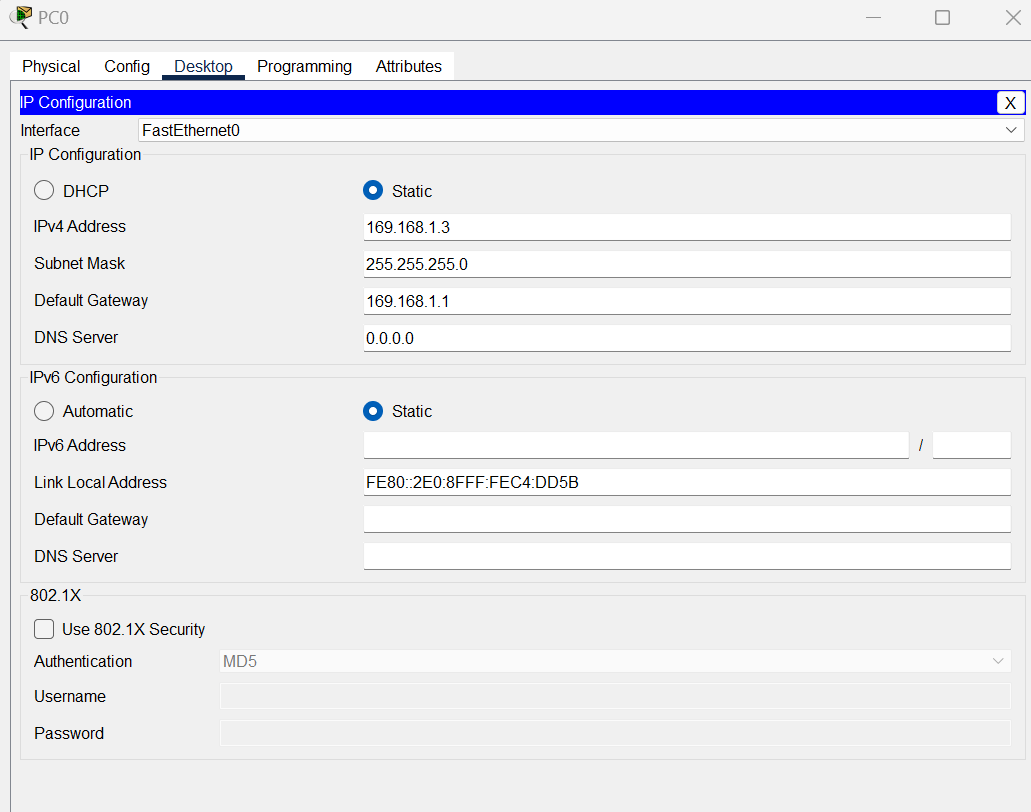 PC0
Physical Config Desktop Programming Attributes
IP Configuration X
Interface FastEthernet0
IP Configuration
DHCP Static
IPv4 Address 169.168.1.3
Subnet Mask 255.255.255.0
Default Gateway 169.168.1.1
DNS Server 0.0.0.0
IPv6 Configuration
Automatic Static
IPv6 Address /
Link Local Address FE80::2E0:8FFF:FEC4:DD5B
Default Gateway
DNS Server
802.1X
Use 802.1X Security
Authentication MD5
Username
Password